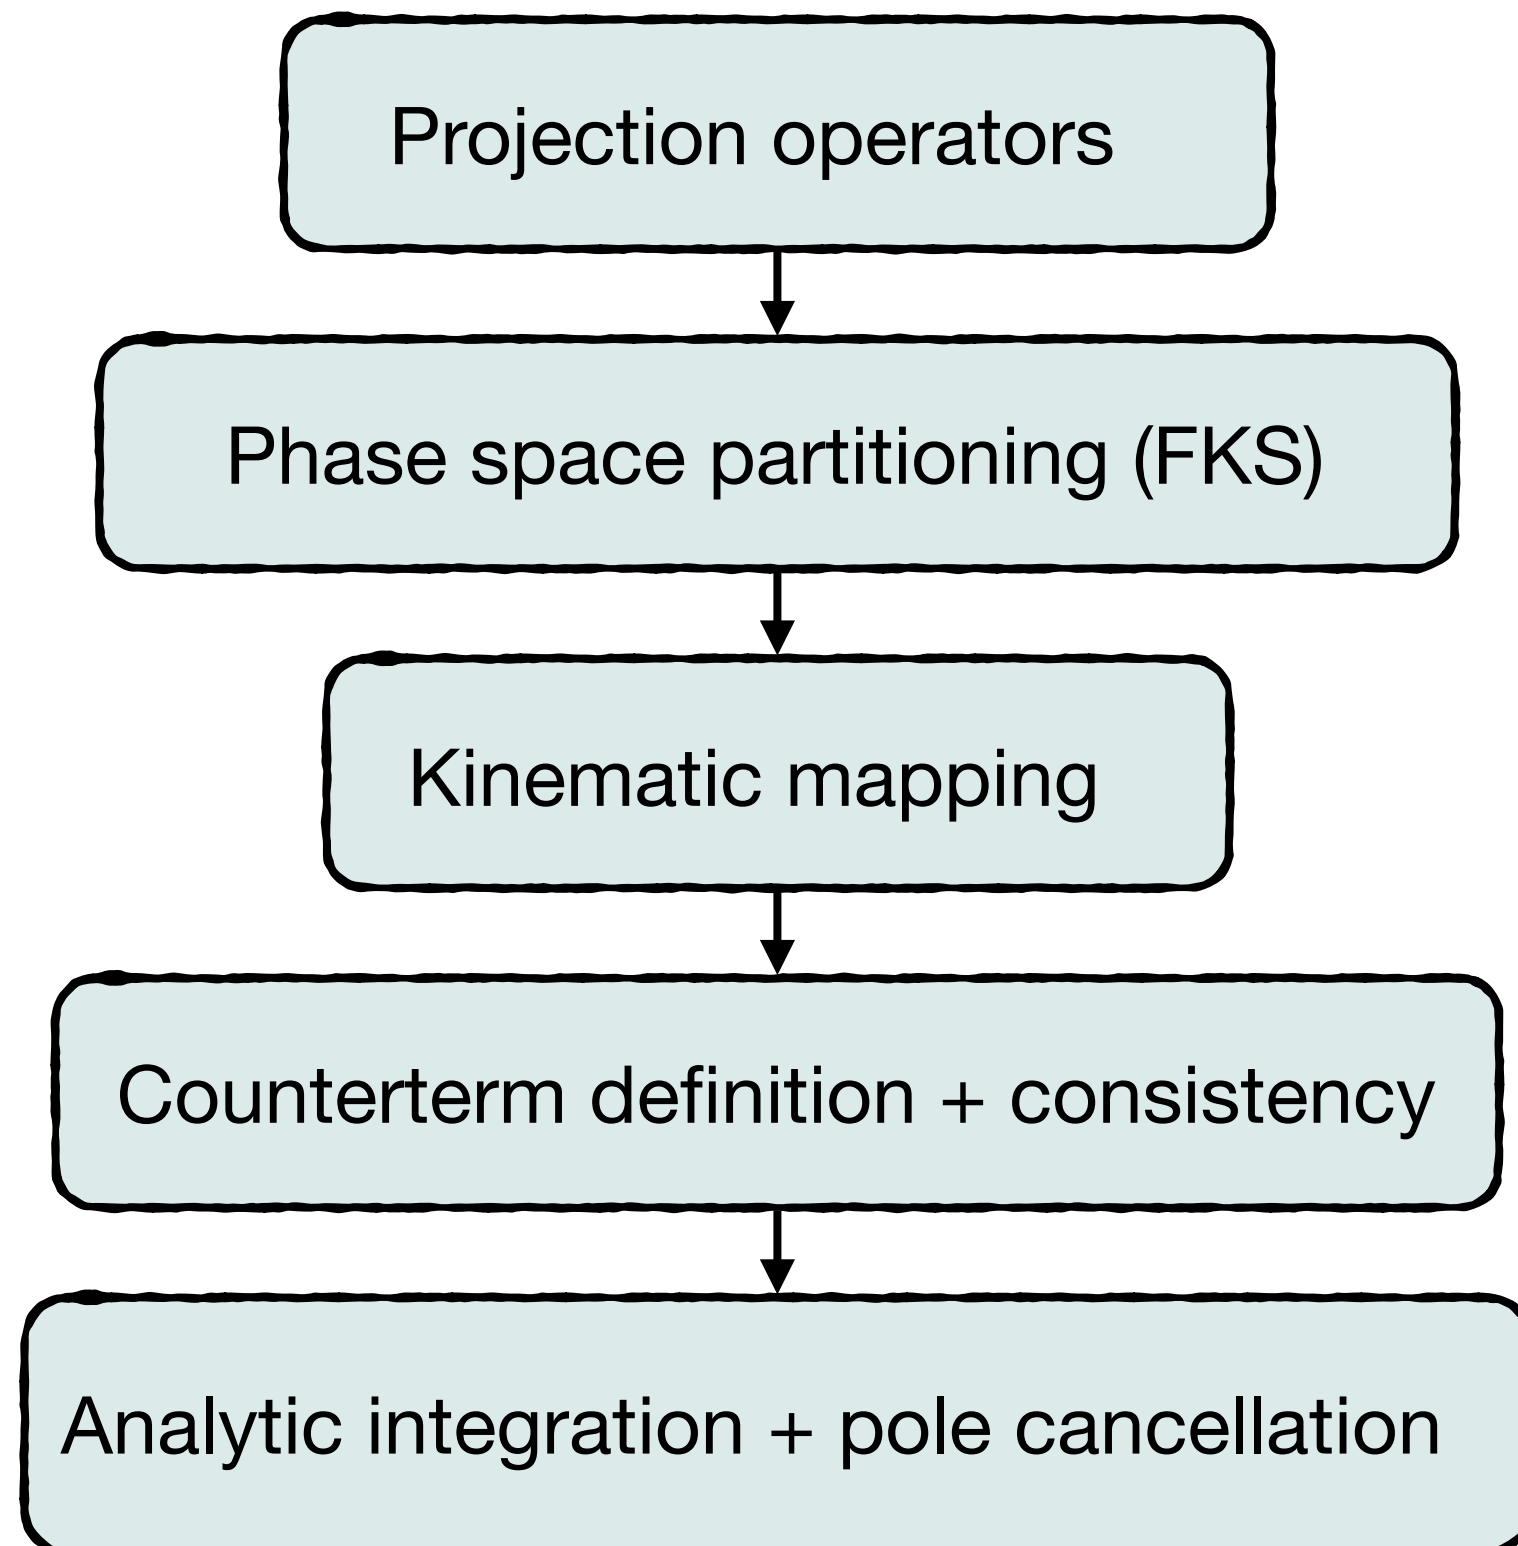 Projection operators
Phase space partitioning (FKS)
Kinematic mapping
Counterterm definition + consistency
Analytic integration + pole cancellation